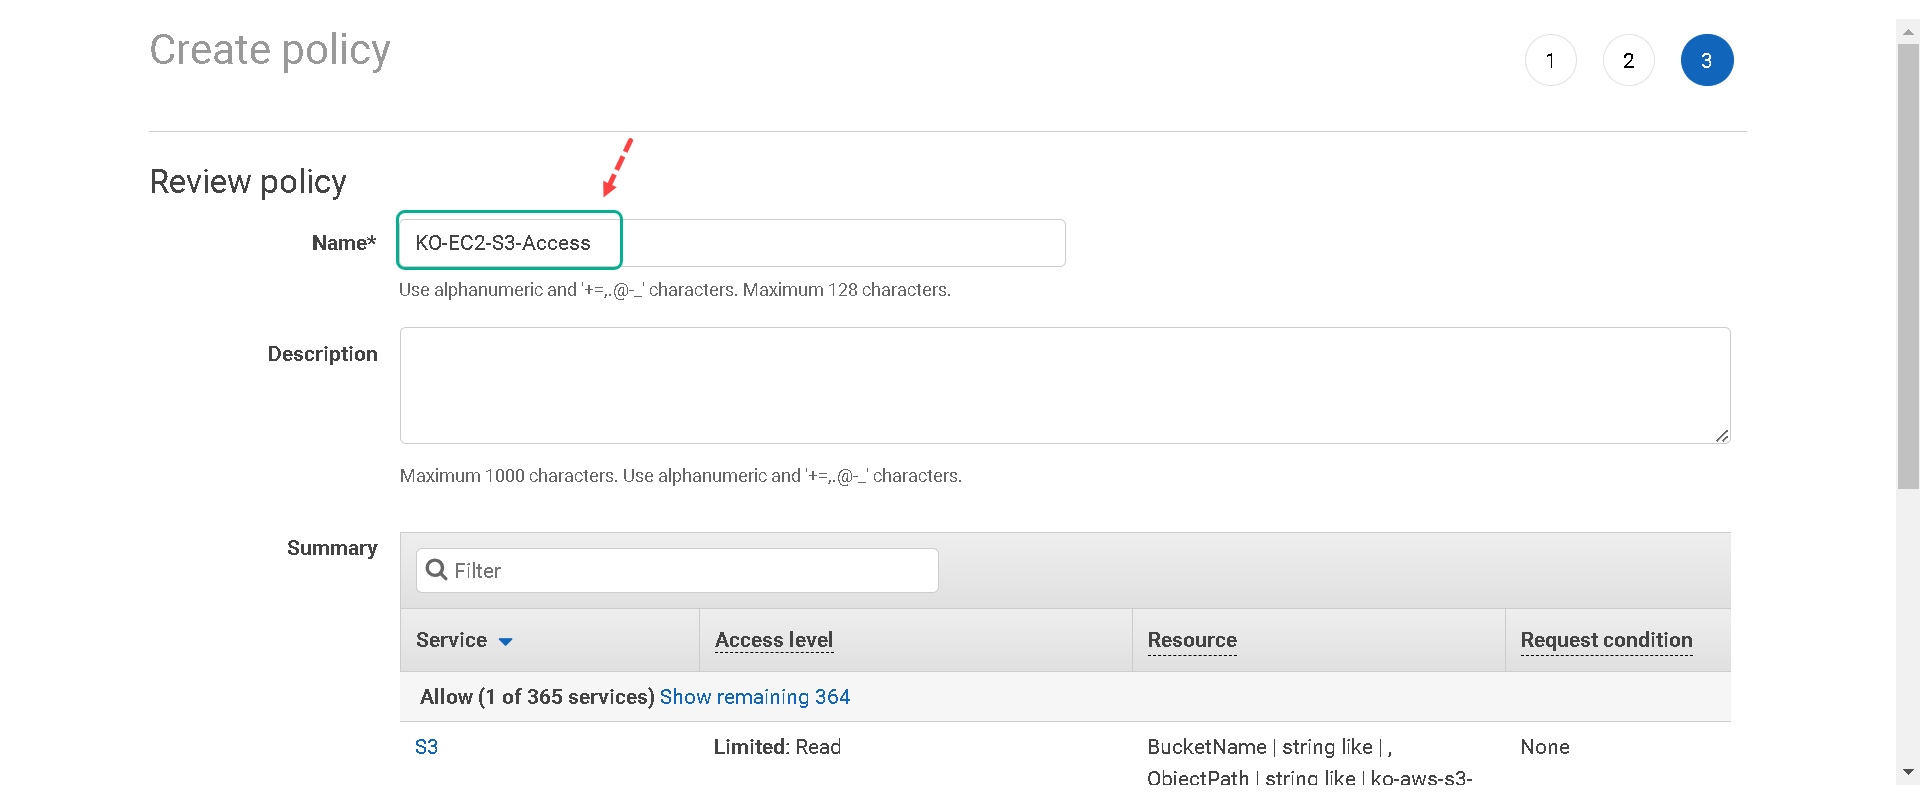 Create policy
1 2 3
Review policy
Name* KO-EC2-S3-Access
Use alphanumeric and '+=,.@-_' characters. Maximum 128 characters.
Description
Maximum 1000 characters. Use alphanumeric and '+=,.@-_' characters.
Summary
Filter
Service Access level Resource Request condition
Allow (1 of 365 services) Show remaining 364
S3 Limited: Read BucketName | string like | , None
ObjectPath | string like | ko-aws-s3-